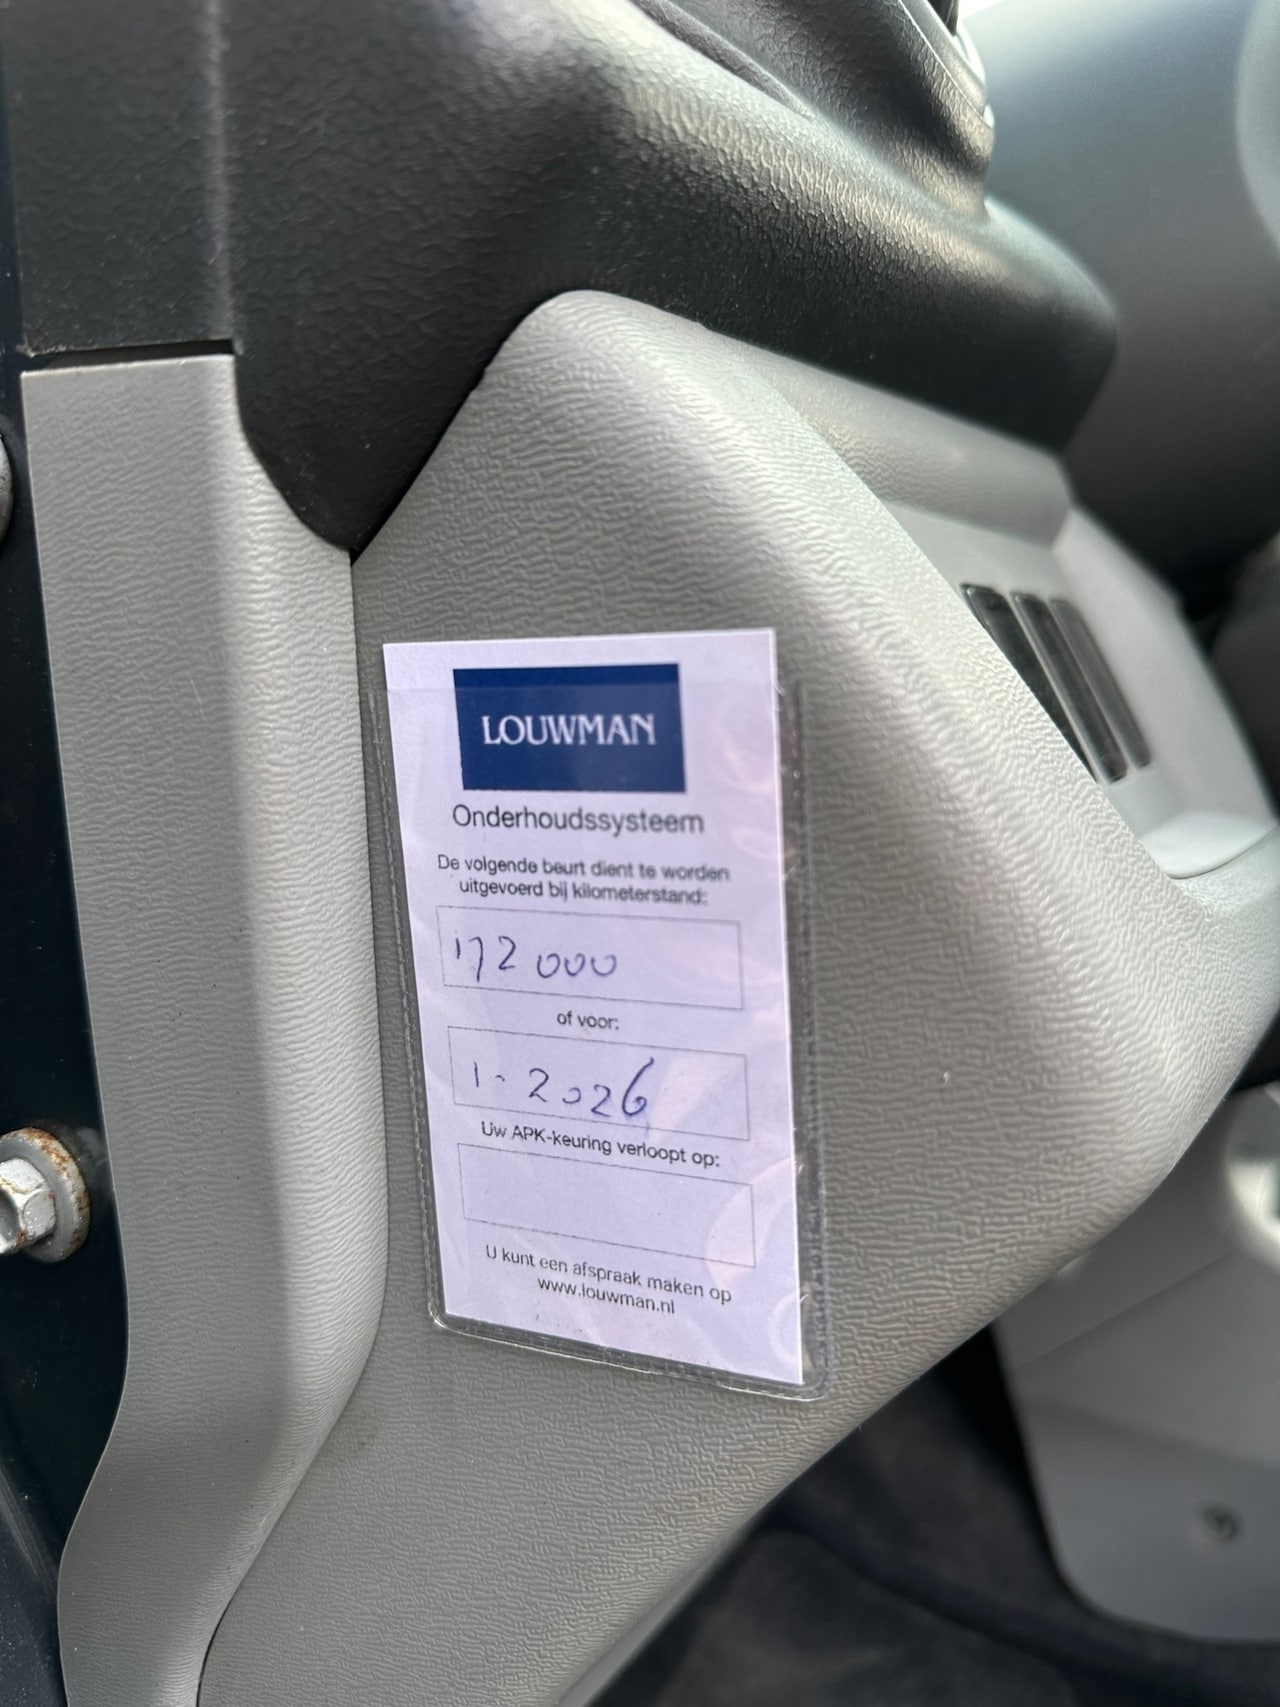 LOUWMAN
Onderhoudssysteem
De volgende beurt dient te worden
uitgevoerd bij kilometerstand:
172 000
of voor:
1-2026
Uw APK-keuring verloopt op:
U kunt een afspraak maken op
www.louwman.nl